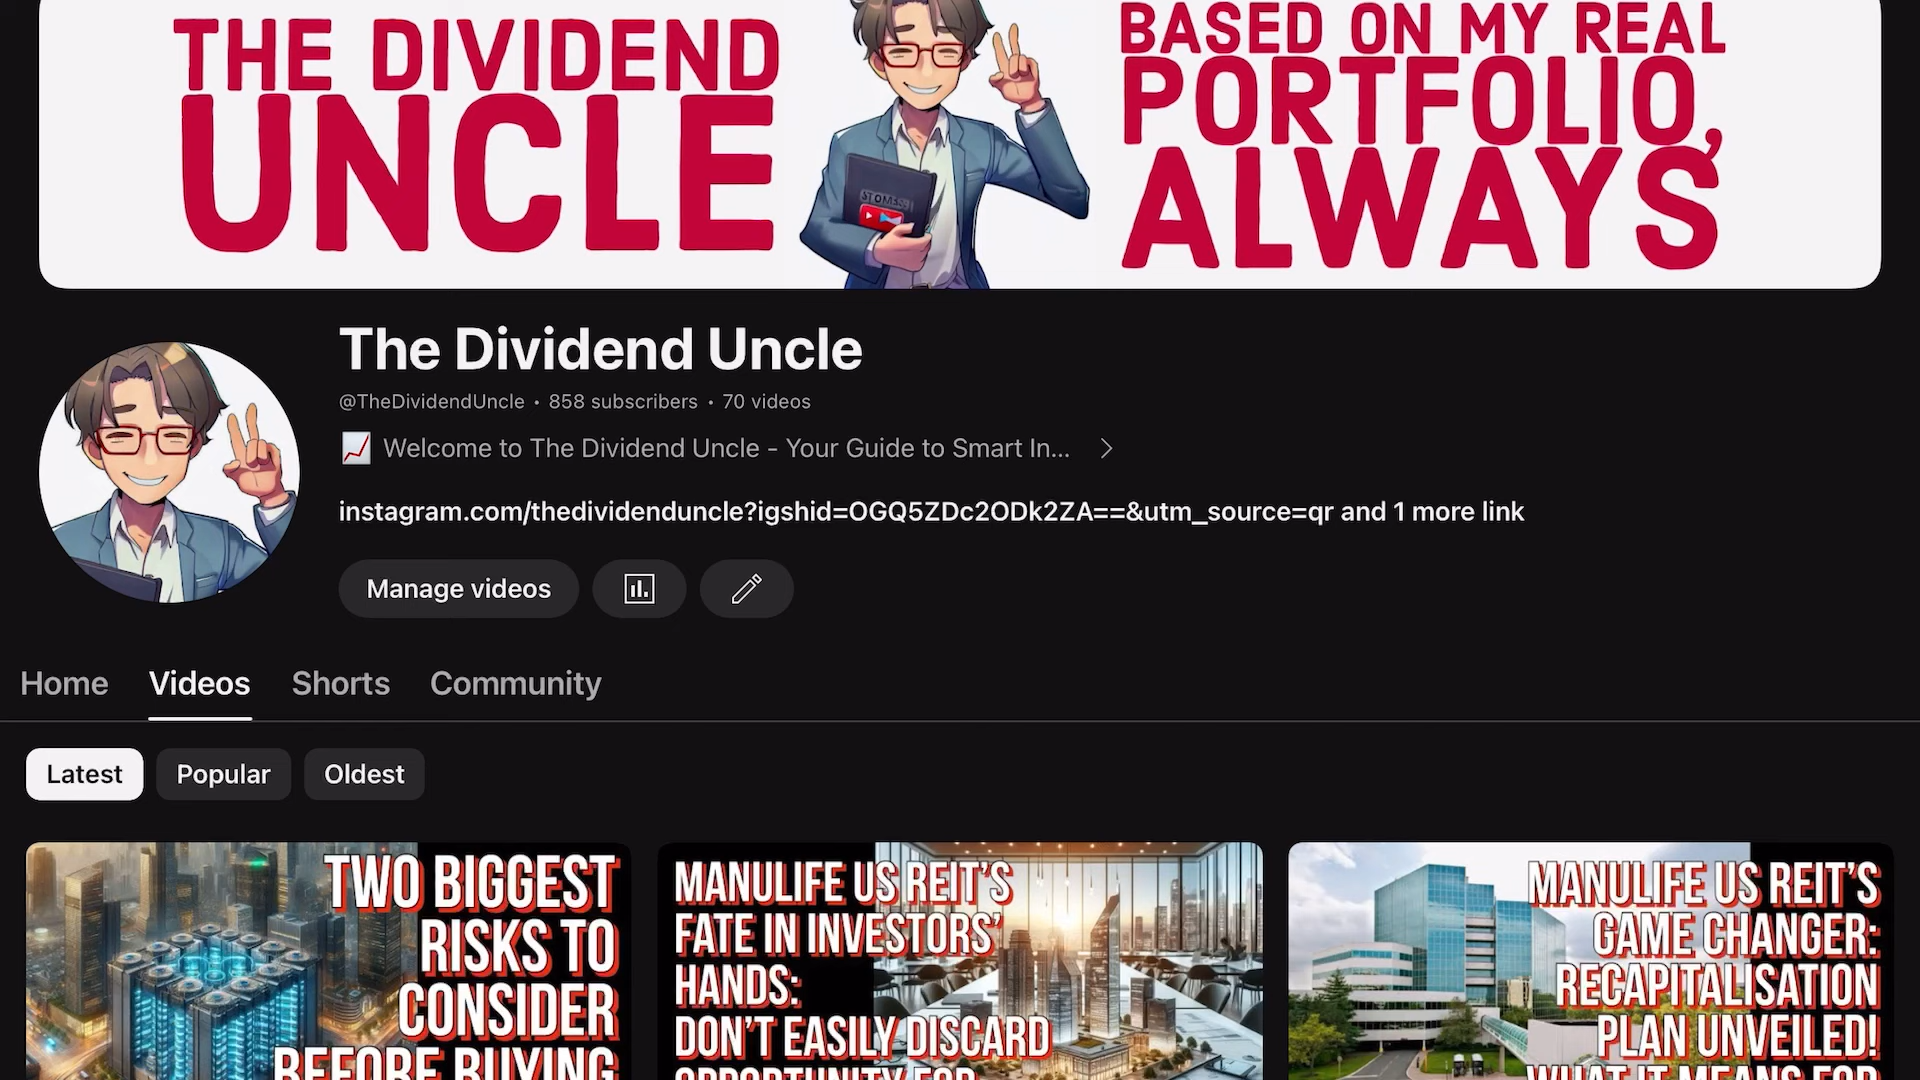 THE DIVIDEND
UNCLE
BASED ON MY REAL
PORTFOLIO,
ALWAYS
The Dividend Uncle
@TheDividendUncle • 858 subscribers • 70 videos
Welcome to The Dividend Uncle - Your Guide to Smart In...
instagram.com/thedividenduncle?igshid=OGQ5ZDc2ODk2ZA==&utm_source=qr and 1 more link
Manage videos
Home Videos Shorts Community
Latest Popular Oldest
TWO BIGGEST
RISKS TO
CONSIDER
BEFORE BUYING
MANULIFE US REIT'S
FATE IN INVESTORS'
HANDS:
DON'T EASILY DISCARD
OPPORTUNITY FOR
MANULIFE US REIT'S
GAME CHANGER:
RECAPITALISATION
PLAN UNVEILED!
WHAT IT MEANS FOR